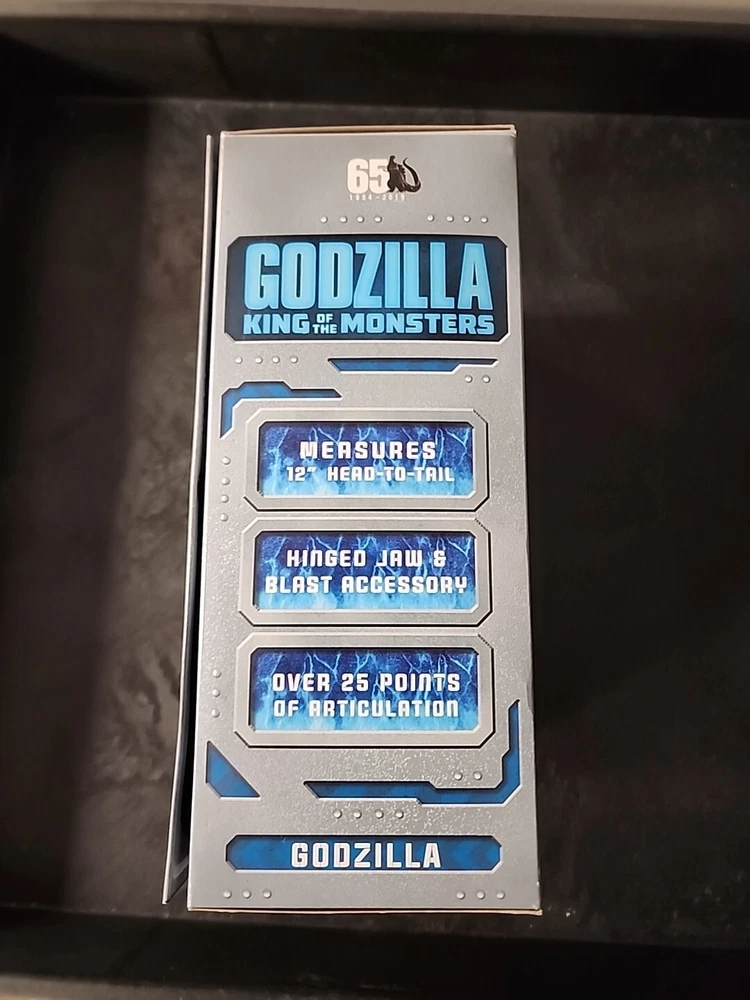 65
1954-2019
GODZILLA
KING OF THE MONSTERS
MEASURES
12" HEAD-TO-TAIL
HINGED JAW &
BLAST ACCESSORY
OVER 25 POINTS
OF ARTICULATION
GODZILLA